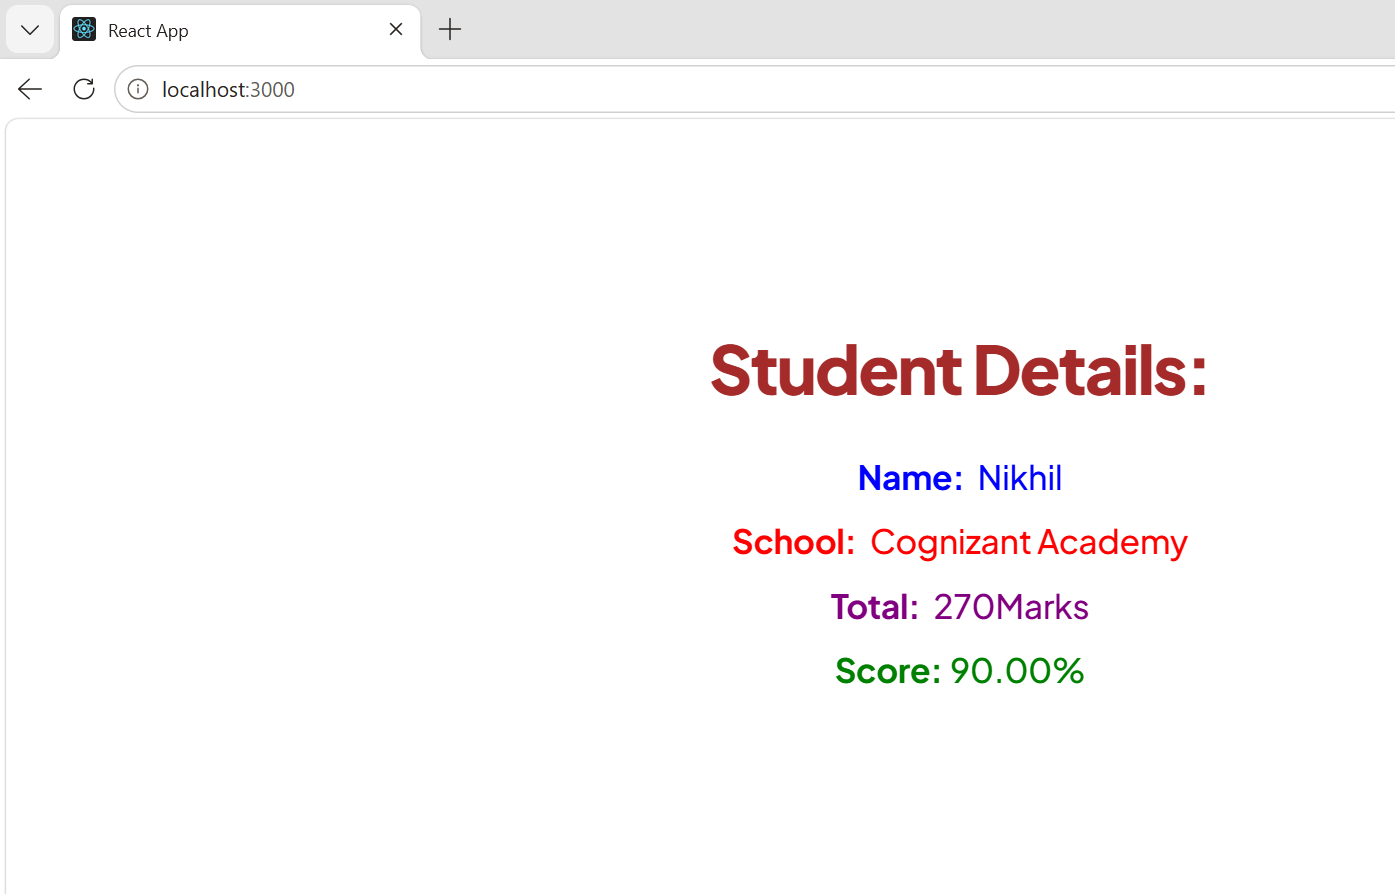 React App
localhost:3000
Student Details:
Name: Nikhil
School: Cognizant Academy
Total: 270Marks
Score: 90.00%